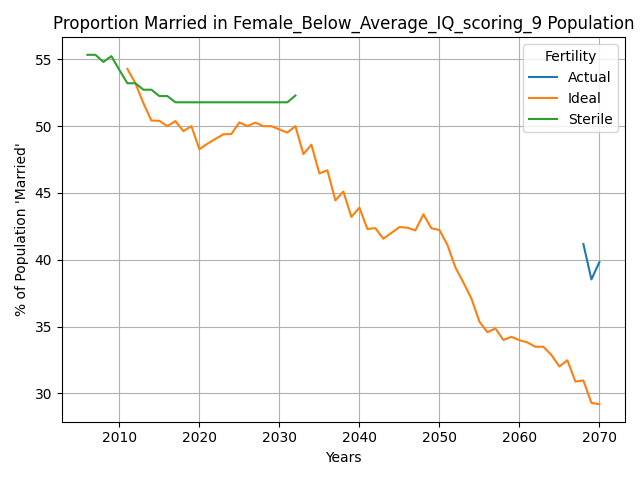 Proportion Married in Female_Below_Average_IQ_scoring_9 Population
% of Population 'Married'
55
50
45
40
35
30
Fertility
Actual
Ideal
Sterile
2010 2020 2030 2040 2050 2060 2070
Years